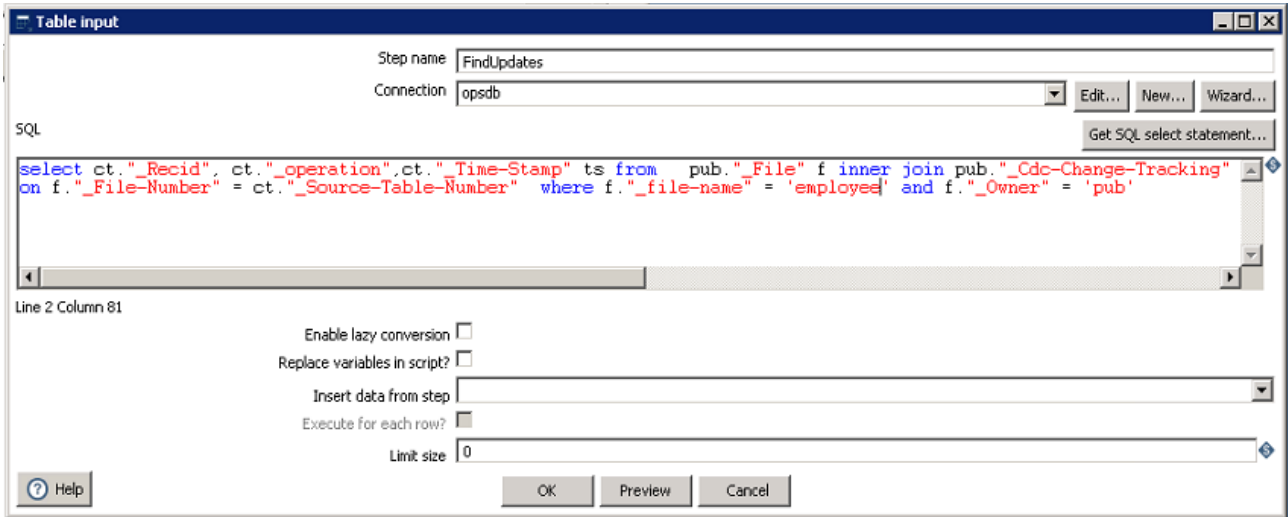 Table input
Step name FindUpdates
Connection opsdb Edit... New... Wizard...
SQL Get SQL select statement...
select ct."_Recid", ct."_operation",ct."_Time-Stamp" ts from   pub."_File" f inner join pub."_Cdc-Change-Tracking"
on f."_File-Number" = ct."_Source-Table-Number"  where f."_file-name" = 'employee' and f."_Owner" = 'pub'
Line 2 Column 81
Enable lazy conversion
Replace variables in script?
Insert data from step
Execute for each row?
Limit size 0
Help OK Preview Cancel